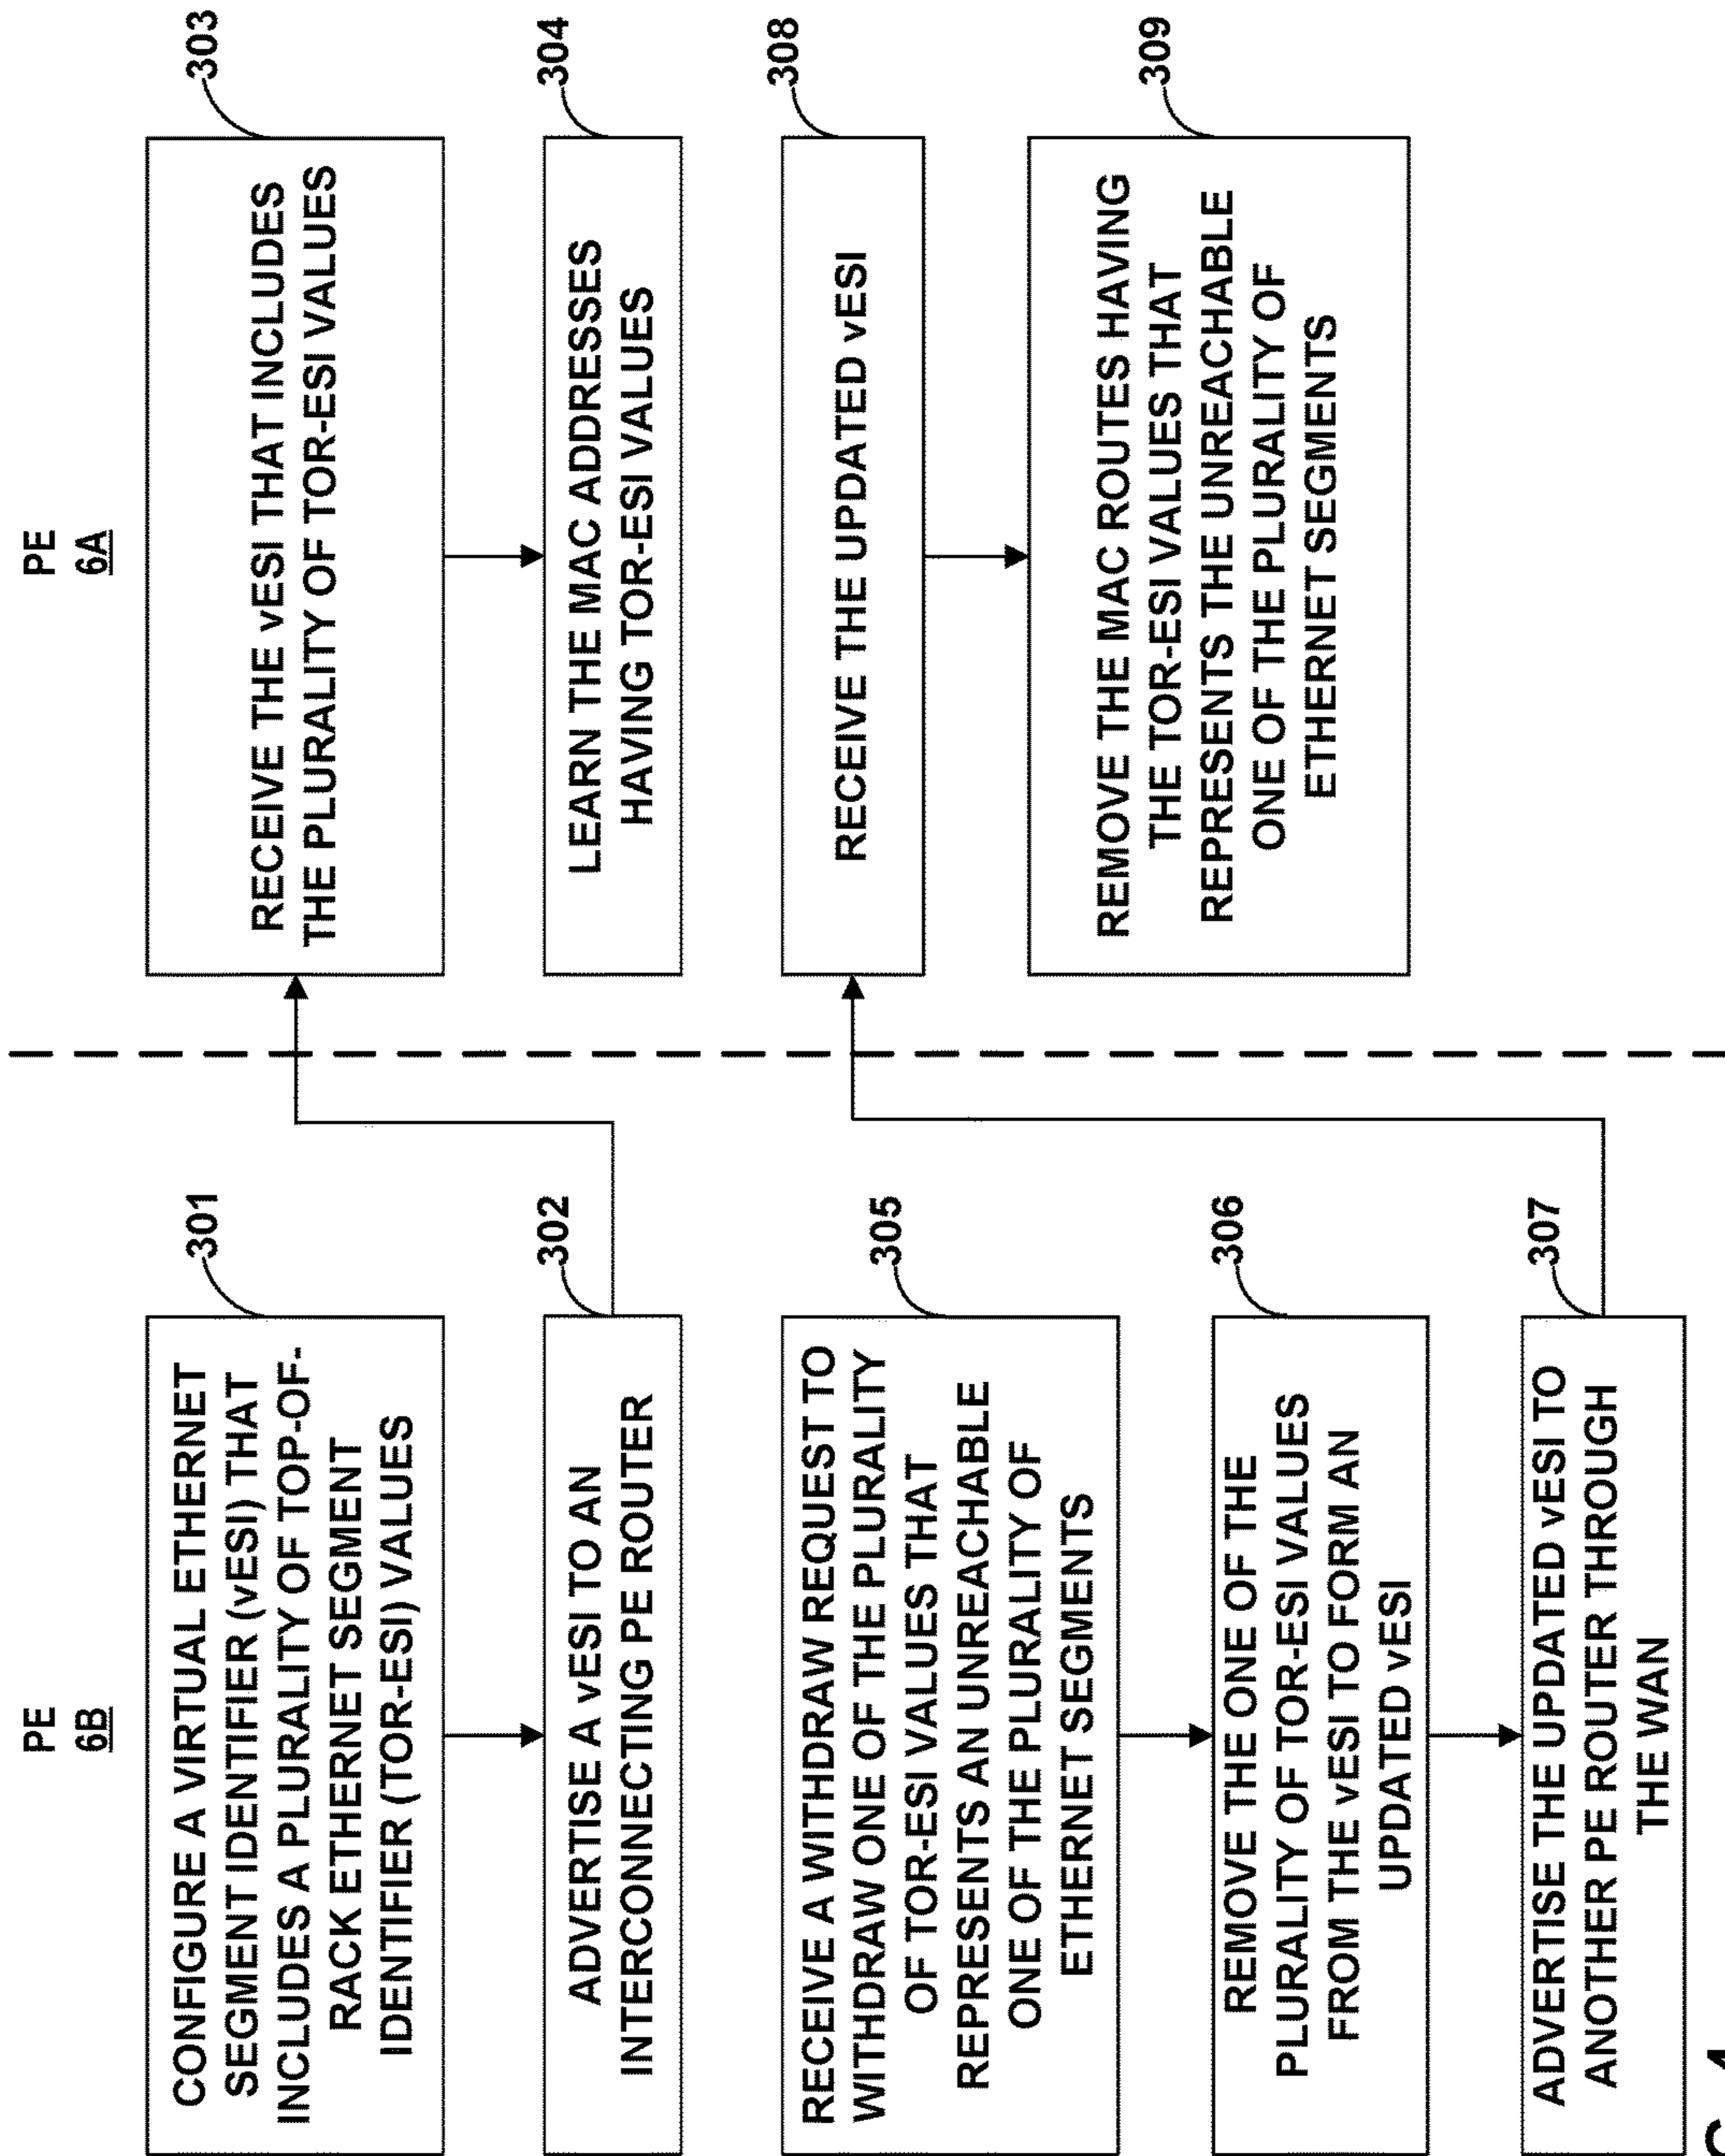 PE
6B
CONFIGURE A VIRTUAL ETHERNET
SEGMENT IDENTIFIER (vESI) THAT
INCLUDES A PLURALITY OF TOP-OF-
RACK ETHERNET SEGMENT
IDENTIFIER (TOR-ESI) VALUES
301
ADVERTISE A vESI TO AN
INTERCONNECTING PE ROUTER
302
RECEIVE A WITHDRAW REQUEST TO
WITHDRAW ONE OF THE PLURALITY
OF TOR-ESI VALUES THAT
REPRESENTS AN UNREACHABLE
ONE OF THE PLURALITY OF
ETHERNET SEGMENTS
305
REMOVE THE ONE OF THE
PLURALITY OF TOR-ESI VALUES
FROM THE vESI TO FORM AN
UPDATED vESI
306
ADVERTISE THE UPDATED vESI TO
ANOTHER PE ROUTER THROUGH
THE WAN
307
PE
6A
RECEIVE THE vESI THAT INCLUDES
THE PLURALITY OF TOR-ESI VALUES
303
LEARN THE MAC ADDRESSES
HAVING TOR-ESI VALUES
304
RECEIVE THE UPDATED vESI
308
REMOVE THE MAC ROUTES HAVING
THE TOR-ESI VALUES THAT
REPRESENTS THE UNREACHABLE
ONE OF THE PLURALITY OF
ETHERNET SEGMENTS
309